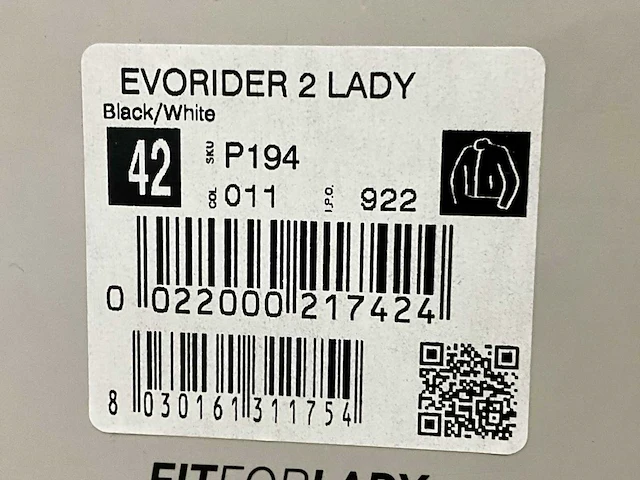 EVORIDER 2 LADY
Black/White
42 SKU P194
COL 011 I.P.O. 922
0 022000 217424
8 030161 311754
FITFORLADY